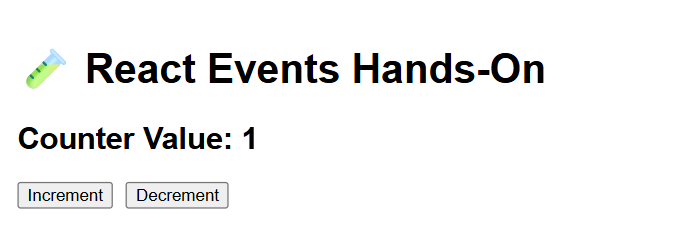 🧪 React Events Hands-On
Counter Value: 1
Increment Decrement